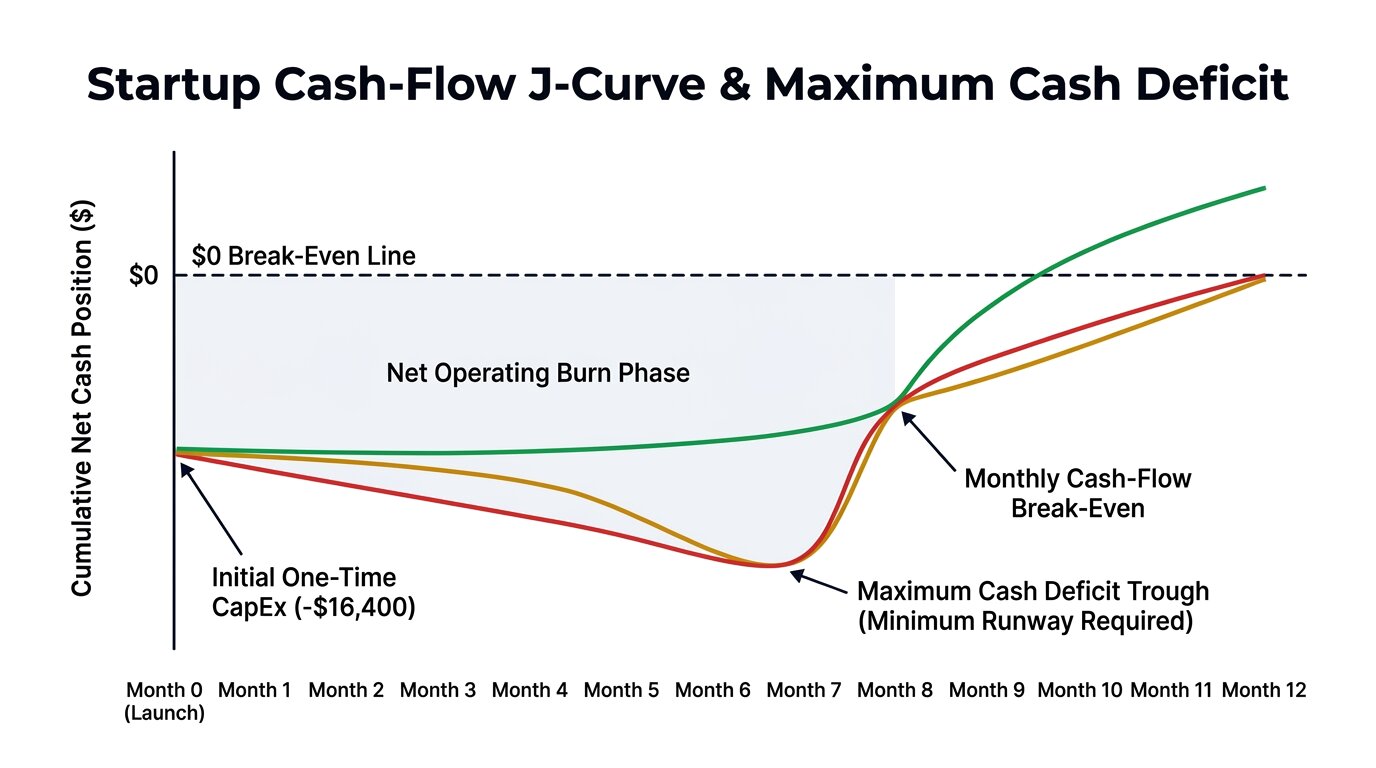 Startup Cash-Flow J-Curve & Maximum Cash Deficit
Cumulative Net Cash Position ($)
$0 Break-Even Line
$0
Net Operating Burn Phase
Monthly Cash-Flow
Break-Even
Initial One-Time
CapEx (-$16,400)
Maximum Cash Deficit Trough
(Minimum Runway Required)
Month 0 Month 1 Month 2 Month 3 Month 4 Month 5 Month 6 Month 7 Month 8 Month 9 Month 10 Month 11 Month 12
(Launch)